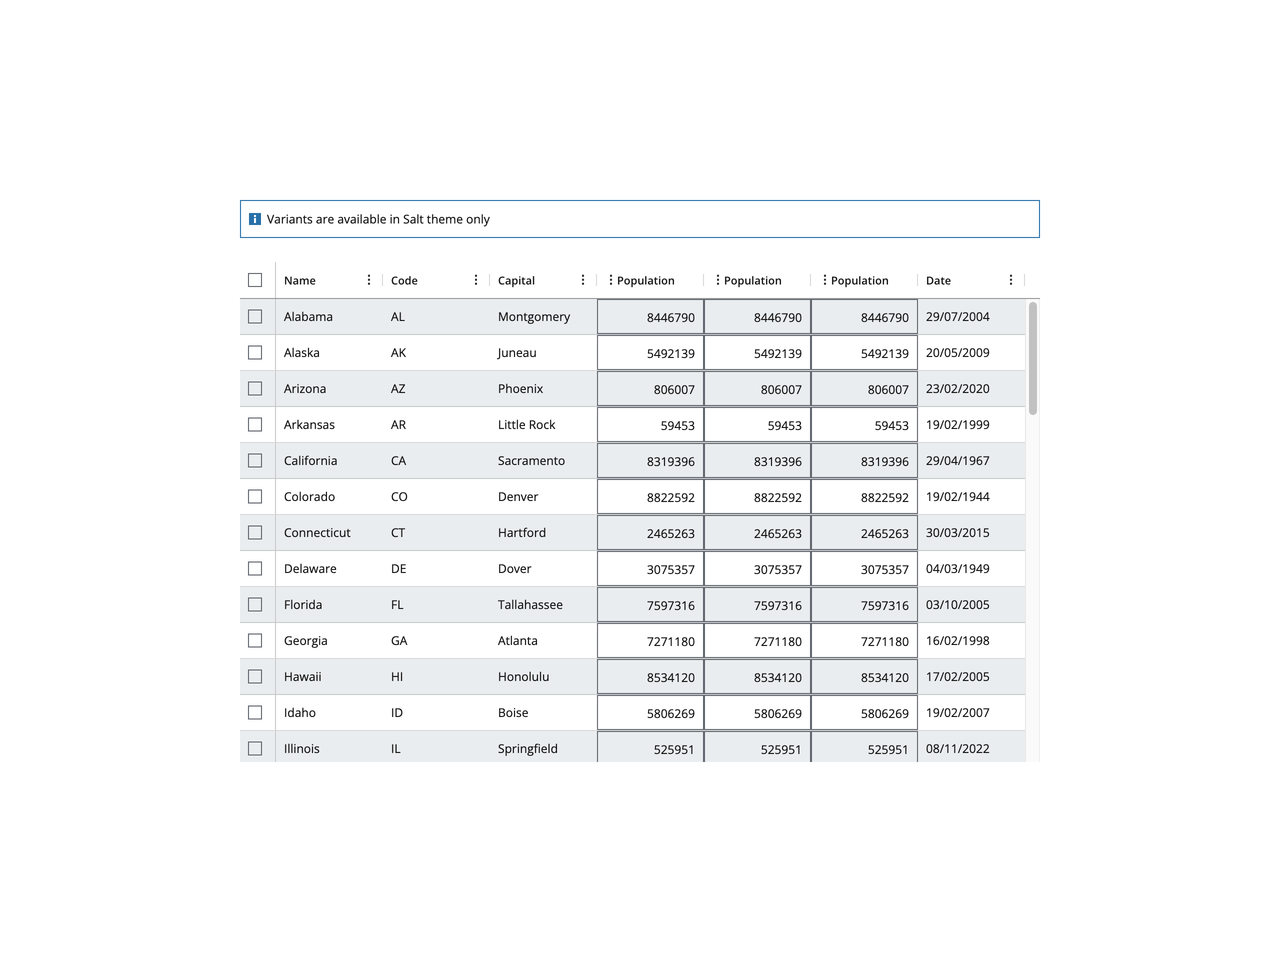 Variants are available in Salt theme only
Name Code Capital Population Population Population Date
Alabama AL Montgomery 8446790 8446790 8446790 29/07/2004
Alaska AK Juneau 5492139 5492139 5492139 20/05/2009
Arizona AZ Phoenix 806007 806007 806007 23/02/2020
Arkansas AR Little Rock 59453 59453 59453 19/02/1999
California CA Sacramento 8319396 8319396 8319396 29/04/1967
Colorado CO Denver 8822592 8822592 8822592 19/02/1944
Connecticut CT Hartford 2465263 2465263 2465263 30/03/2015
Delaware DE Dover 3075357 3075357 3075357 04/03/1949
Florida FL Tallahassee 7597316 7597316 7597316 03/10/2005
Georgia GA Atlanta 7271180 7271180 7271180 16/02/1998
Hawaii HI Honolulu 8534120 8534120 8534120 17/02/2005
Idaho ID Boise 5806269 5806269 5806269 19/02/2007
Illinois IL Springfield 525951 525951 525951 08/11/2022